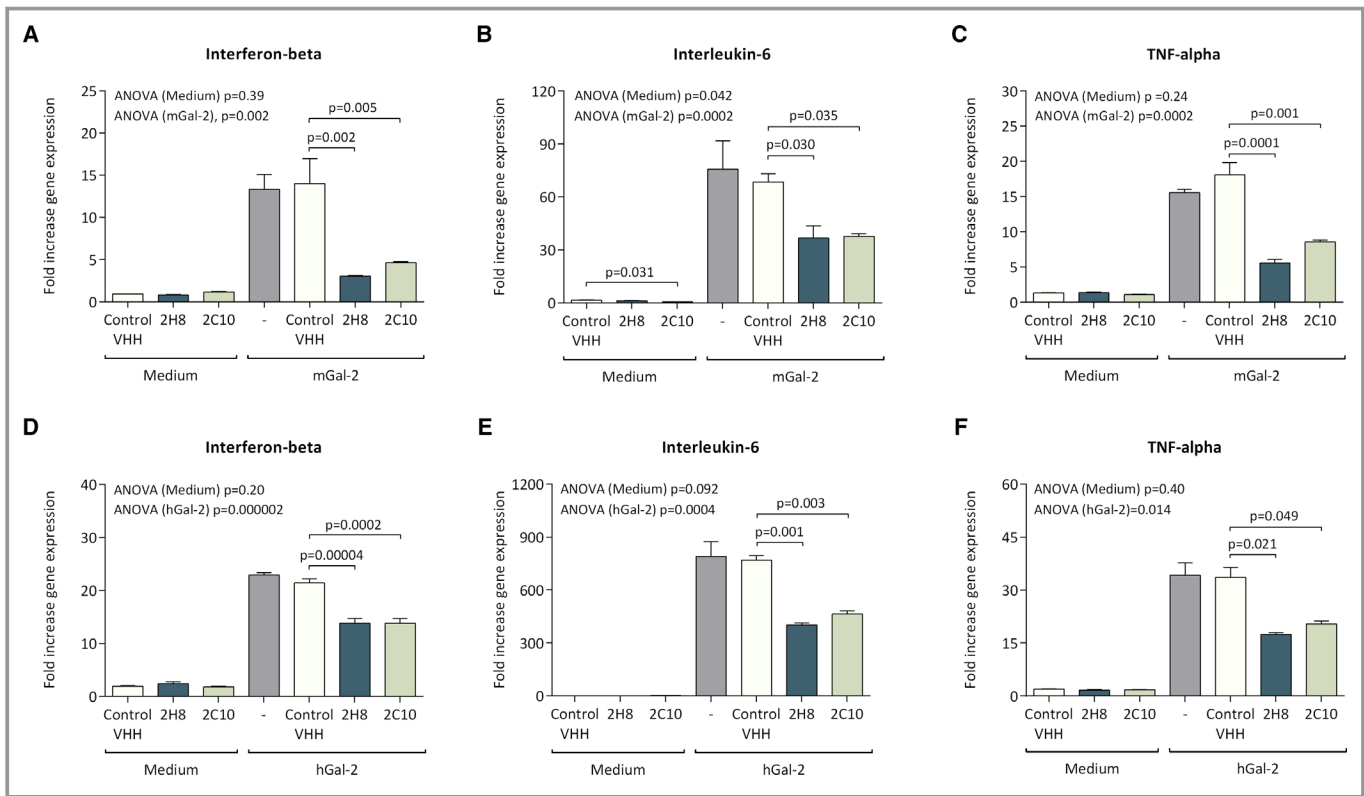 A
Interferon-beta
Fold increase gene expression
25
20
15
10
5
0
ANOVA (Medium) p=0.39
ANOVA (mGal-2), p=0.002
p=0.005
p=0.002
Control 2H8 2C10 - Control 2H8 2C10
VHH VHH
Medium mGal-2
B
Interleukin-6
Fold increase gene expression
120
90
60
30
0
ANOVA (Medium) p=0.042
ANOVA (mGal-2) p=0.0002
p=0.035
p=0.030
p=0.031
Control 2H8 2C10 - Control 2H8 2C10
VHH VHH
Medium mGal-2
C
TNF-alpha
Fold increase gene expression
30
25
20
15
10
5
0
ANOVA (Medium) p =0.24
ANOVA (mGal-2) p=0.0002
p=0.001
p=0.0001
Control 2H8 2C10 - Control 2H8 2C10
VHH VHH
Medium mGal-2
D
Interferon-beta
Fold increase gene expression
40
30
20
10
0
ANOVA (Medium) p=0.20
ANOVA (hGal-2) p=0.000002
p=0.0002
p=0.00004
Control 2H8 2C10 - Control 2H8 2C10
VHH VHH
Medium hGal-2
E
Interleukin-6
Fold increase gene expression
1200
900
600
300
0
ANOVA (Medium) p=0.092
ANOVA (hGal-2) p=0.0004
p=0.003
p=0.001
Control 2H8 2C10 - Control 2H8 2C10
VHH VHH
Medium hGal-2
F
TNF-alpha
Fold increase gene expression
60
45
30
15
0
ANOVA (Medium) p=0.40
ANOVA (hGal-2)=0.014
p=0.049
p=0.021
Control 2H8 2C10 - Control 2H8 2C10
VHH VHH
Medium hGal-2